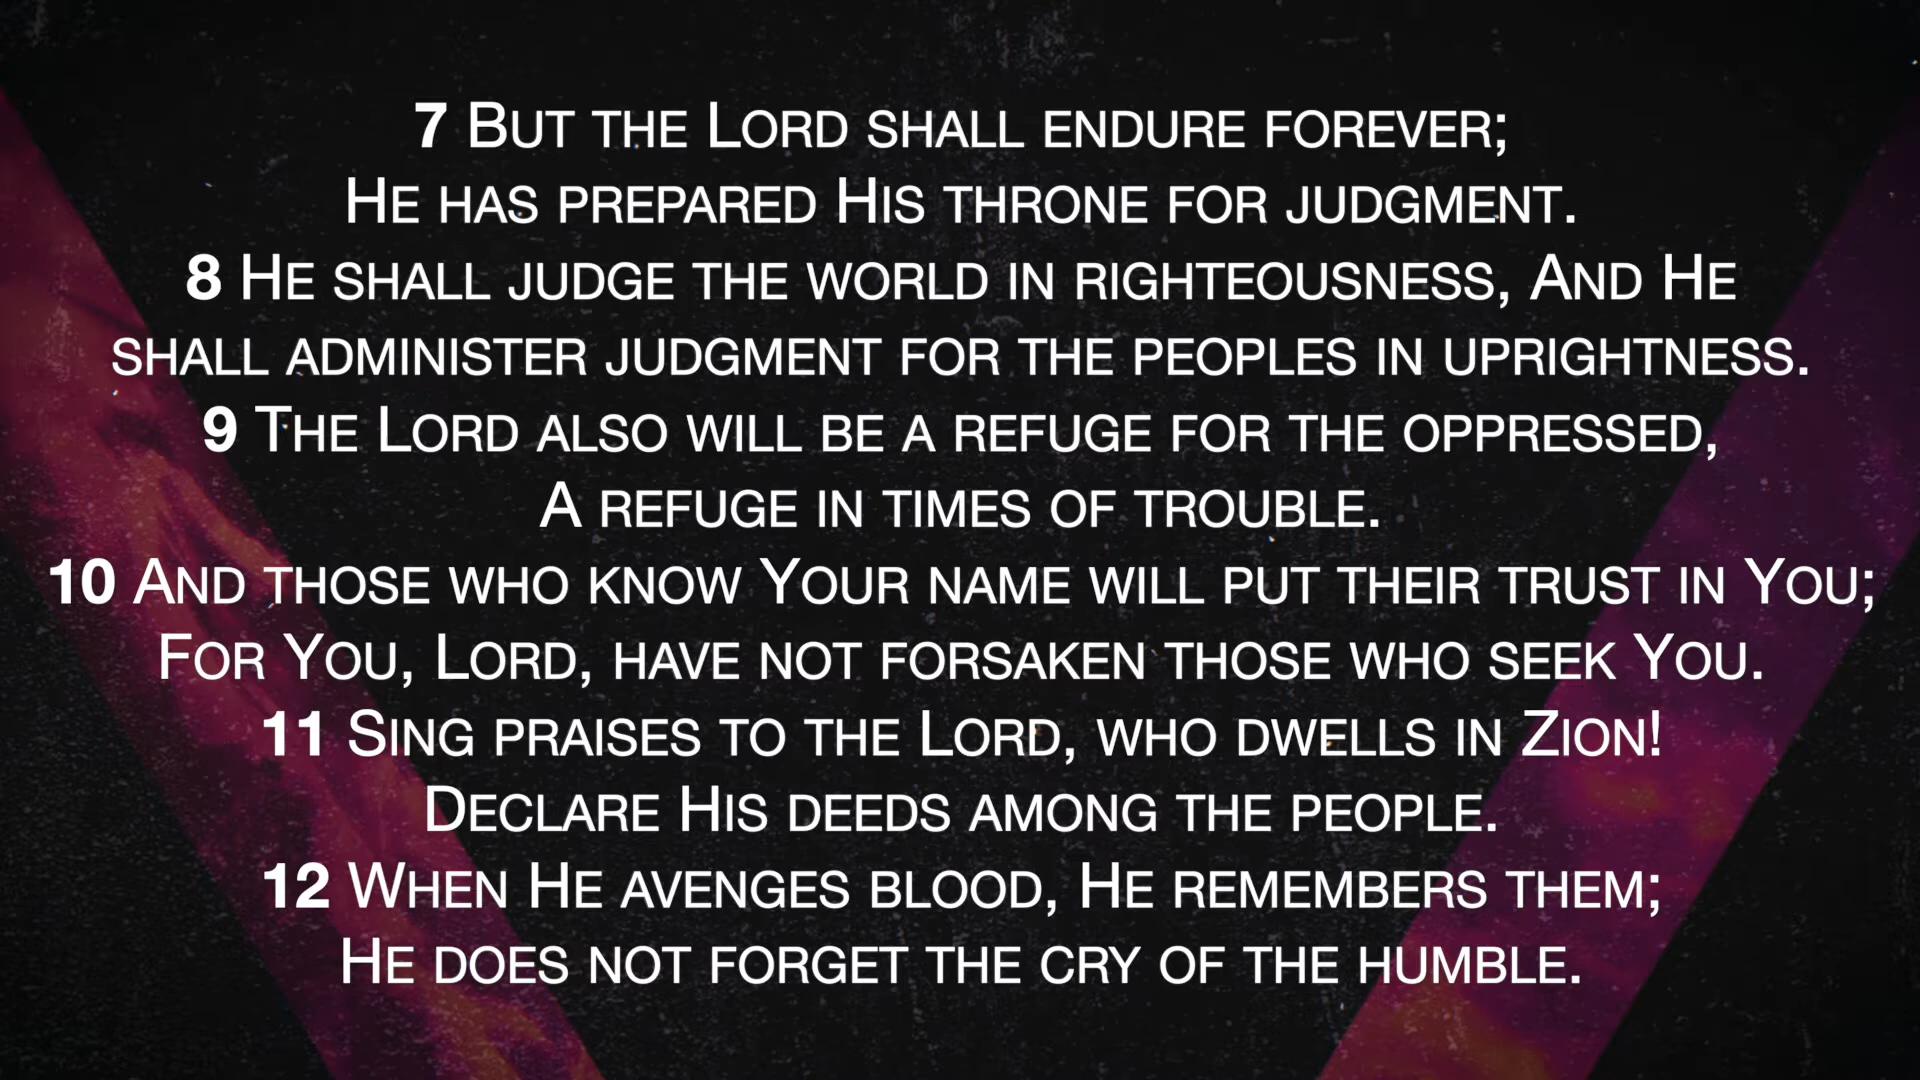 7 But the Lord shall endure forever;
He has prepared His throne for judgment.
8 He shall judge the world in righteousness, And He
shall administer judgment for the peoples in uprightness.
9 The Lord also will be a refuge for the oppressed,
A refuge in times of trouble.
10 And those who know Your name will put their trust in You;
For You, Lord, have not forsaken those who seek You.
11 Sing praises to the Lord, who dwells in Zion!
Declare His deeds among the people.
12 When He avenges blood, He remembers them;
He does not forget the cry of the humble.